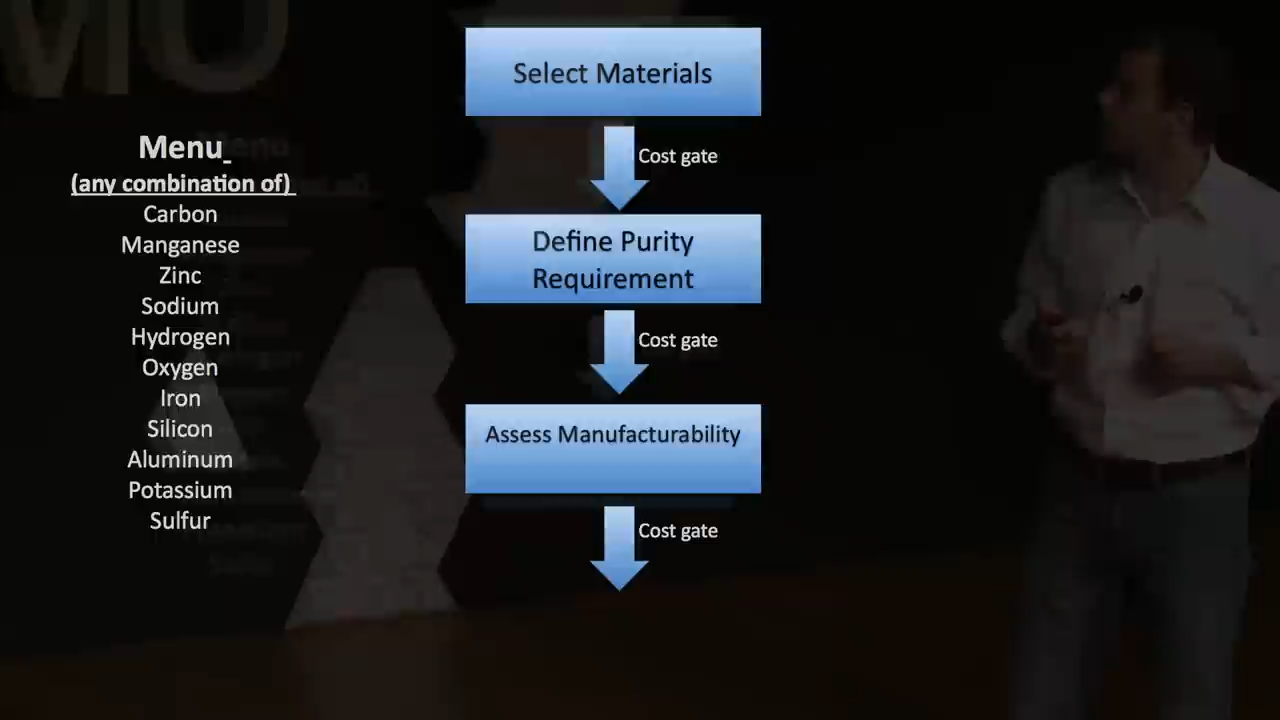 MO
Select Materials
Cost gate
Menu
(any combination of)
Carbon
Manganese
Zinc
Sodium
Hydrogen
Oxygen
Iron
Silicon
Aluminum
Potassium
Sulfur
Define Purity
Requirement
Cost gate
Assess Manufacturability
Cost gate